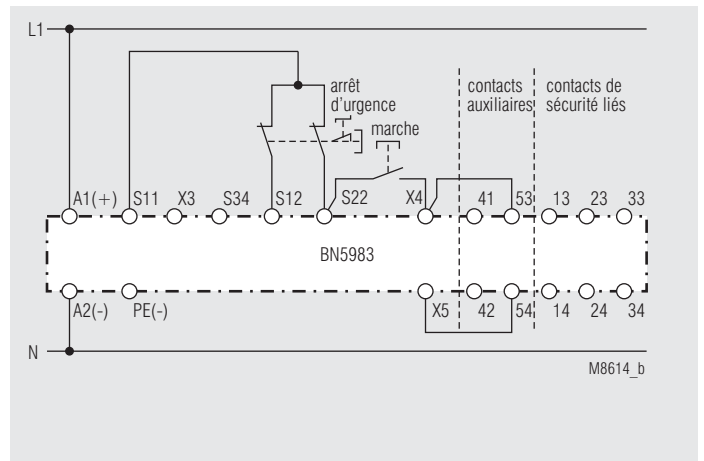 L1
arrêt
d'urgence
marche
contacts
auxiliaires
contacts de
sécurité liés
A1(+) S11 X3 S34 S12 S22 X4 41 53 13 23 33
BN5983
A2(-) PE(-) X5 42 54 14 24 34
N
M8614_b